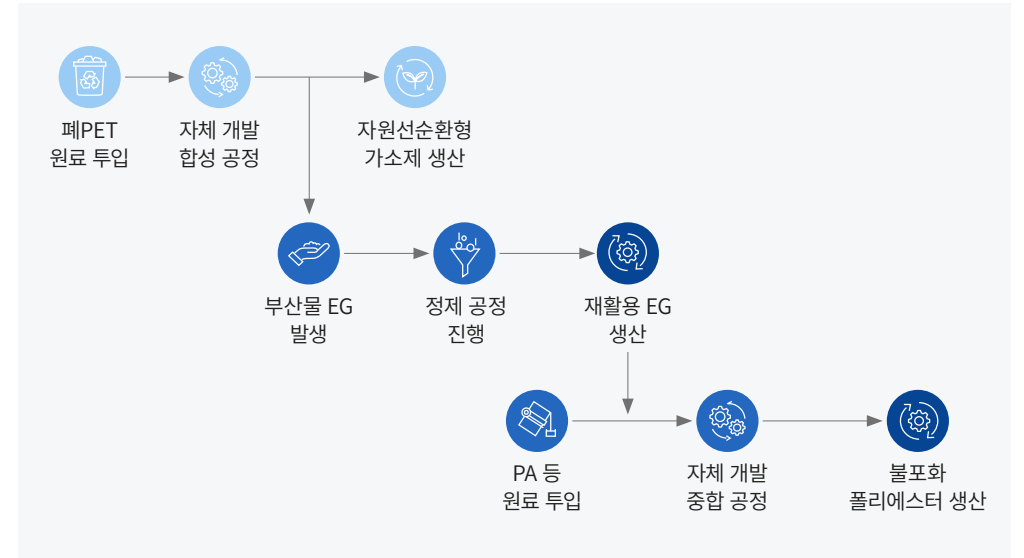 폐PET
원료 투입
자체 개발
합성 공정
자원선순환형
가소제 생산
부산물 EG
발생
정제 공정
진행
재활용 EG
생산
PA 등
원료 투입
자체 개발
중합 공정
불포화
폴리에스터 생산